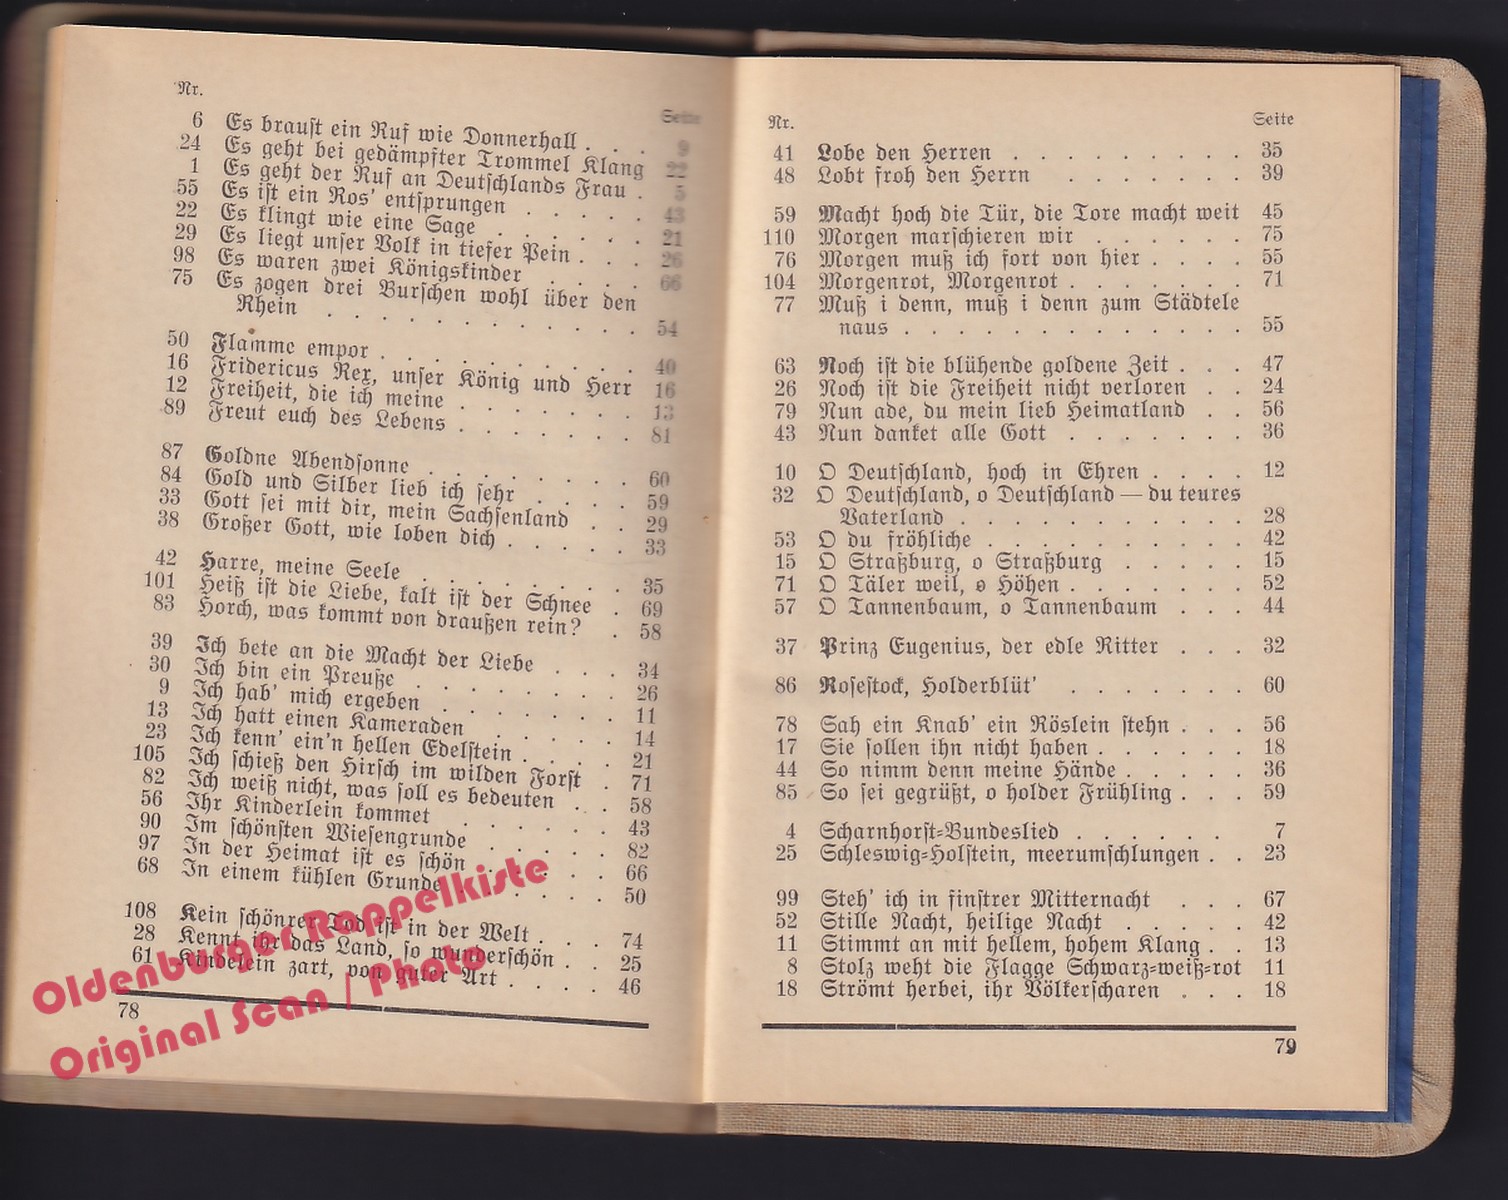 Nr.
Seite
6 Es braust ein Ruf wie Donnerhall . . . 9
24 Es geht bei gedämpfter Trommel Klang 22
1 Es geht der Ruf an Deutschlands Frau . 5
55 Es ist ein Ros' entsprungen . . . . . 43
22 Es klingt wie eine Sage . . . . . . 21
29 Es liegt unser Volk in tiefer Pein . . . 26
98 Es waren zwei Königskinder . . . . 66
75 Es zogen drei Burschen wohl über den
Rhein . . . . . . . . . . . . 54
50 Flamme empor . . . . . . . . . . 40
16 Fridericus Rex, unser König und Herr 16
12 Freiheit, die ich meine . . . . . . . 13
89 Freut euch des Lebens . . . . . . . 81
87 Goldne Abendsonne . . . . . . . . 60
84 Gold und Silber lieb ich sehr . . . . 59
33 Gott sei mit dir, mein Sachsenland . . 29
38 Großer Gott, wie loben dich . . . . . 33
42 Harre, meine Seele . . . . . . . . 35
101 Heiß ist die Liebe, kalt ist der Schnee . 69
83 Horch, was kommt von draußen rein? . 58
39 Ich bete an die Macht der Liebe . . . 34
30 Ich bin ein Preuße . . . . . . . . 26
9 Ich hab' mich ergeben . . . . . . . 11
13 Ich hatt einen Kameraden . . . . . 14
23 Ich kenn' ein'n hellen Edelstein . . . . 21
105 Ich schieß den Hirsch im wilden Forst . 71
82 Ich weiß nicht, was soll es bedeuten . . 58
56 Ihr Kinderlein kommet . . . . . . 43
90 Im schönsten Wiesengrunde . . . . . 82
97 In der Heimat ist es schön . . . . . 66
68 In einem kühlen Grunde . . . . . 50
108 Kein schönrer Tod ist in der Welt . . . 74
28 Kennt ihr das Land, so wunderschön . . 25
61 Kindelein zart, von guter Art . . . . 46
78
Oldenburger Rappelkiste
Original Scan / Photo
Nr. Seite
41 Lobe den Herren . . . . . . . . . 35
48 Lobt froh den Herrn . . . . . . . 39
59 Macht hoch die Tür, die Tore macht weit 45
110 Morgen marschieren wir . . . . . . 75
76 Morgen muß ich fort von hier . . . . 55
104 Morgenrot, Morgenrot . . . . . . . 71
77 Muß i denn, muß i denn zum Städtele
naus . . . . . . . . . . . . . 55
63 Noch ist die blühende goldene Zeit . . . 47
26 Noch ist die Freiheit nicht verloren . . 24
79 Nun ade, du mein lieb Heimatland . . 56
43 Nun danket alle Gott . . . . . . . 36
10 O Deutschland, hoch in Ehren . . . . 12
32 O Deutschland, o Deutschland — du teures
Vaterland . . . . . . . . . . . 28
53 O du fröhliche . . . . . . . . . . 42
15 O Straßburg, o Straßburg . . . . . 15
71 O Täler weil, o Höhen . . . . . . . 52
57 O Tannenbaum, o Tannenbaum . . . 44
37 Prinz Eugenius, der edle Ritter . . . 32
86 Rosestock, Holderblüt' . . . . . . . 60
78 Sah ein Knab' ein Röslein stehn . . . 56
17 Sie sollen ihn nicht haben . . . . . . 18
44 So nimm denn meine Hände . . . . . 36
85 So sei gegrüßt, o holder Frühling . . . 59
4 Scharnhorst-Bundeslied . . . . . . 7
25 Schleswig-Holstein, meerumschlungen . . 23
99 Steh' ich in finstrer Mitternacht . . . 67
52 Stille Nacht, heilige Nacht . . . . . 42
11 Stimmt an mit hellem, hohem Klang . . 13
8 Stolz weht die Flagge Schwarz-weiß-rot 11
18 Strömt herbei, ihr Völkerscharen . . . 18
79